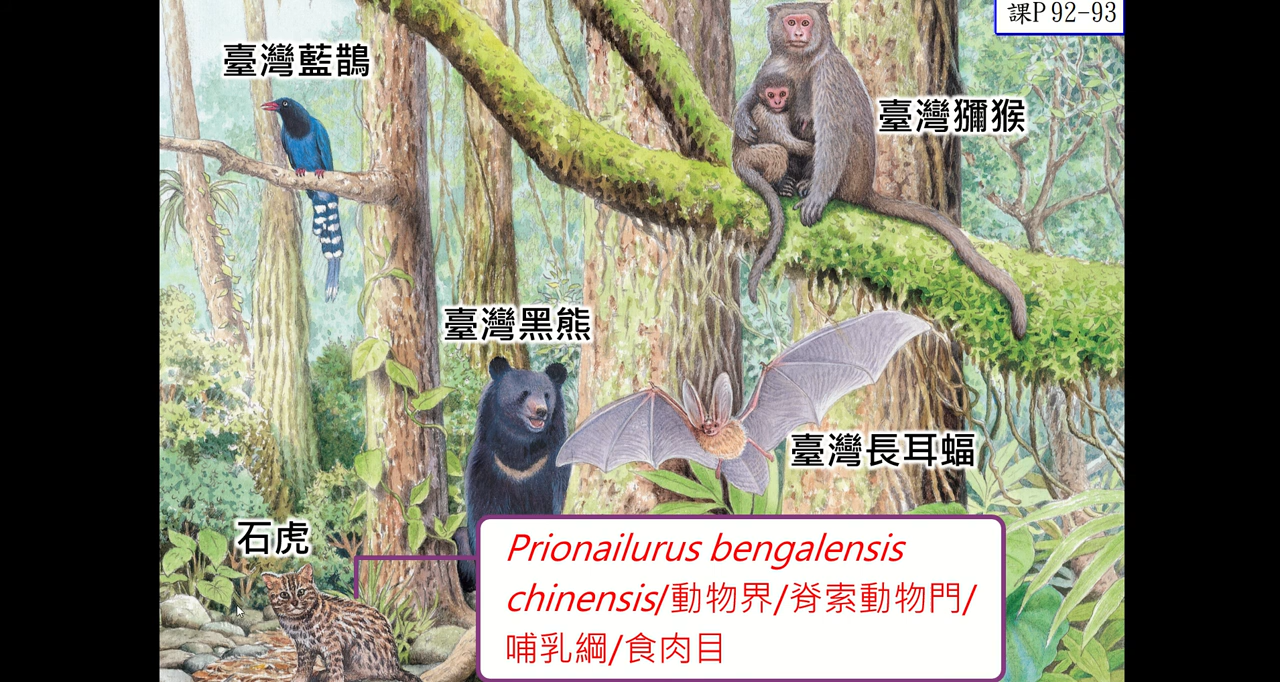 課P 92-93
臺灣藍鵲
臺灣獼猴
臺灣黑熊
臺灣長耳蝠
石虎
Prionailurus bengalensis
chinensis/動物界/脊索動物門/
哺乳綱/食肉目